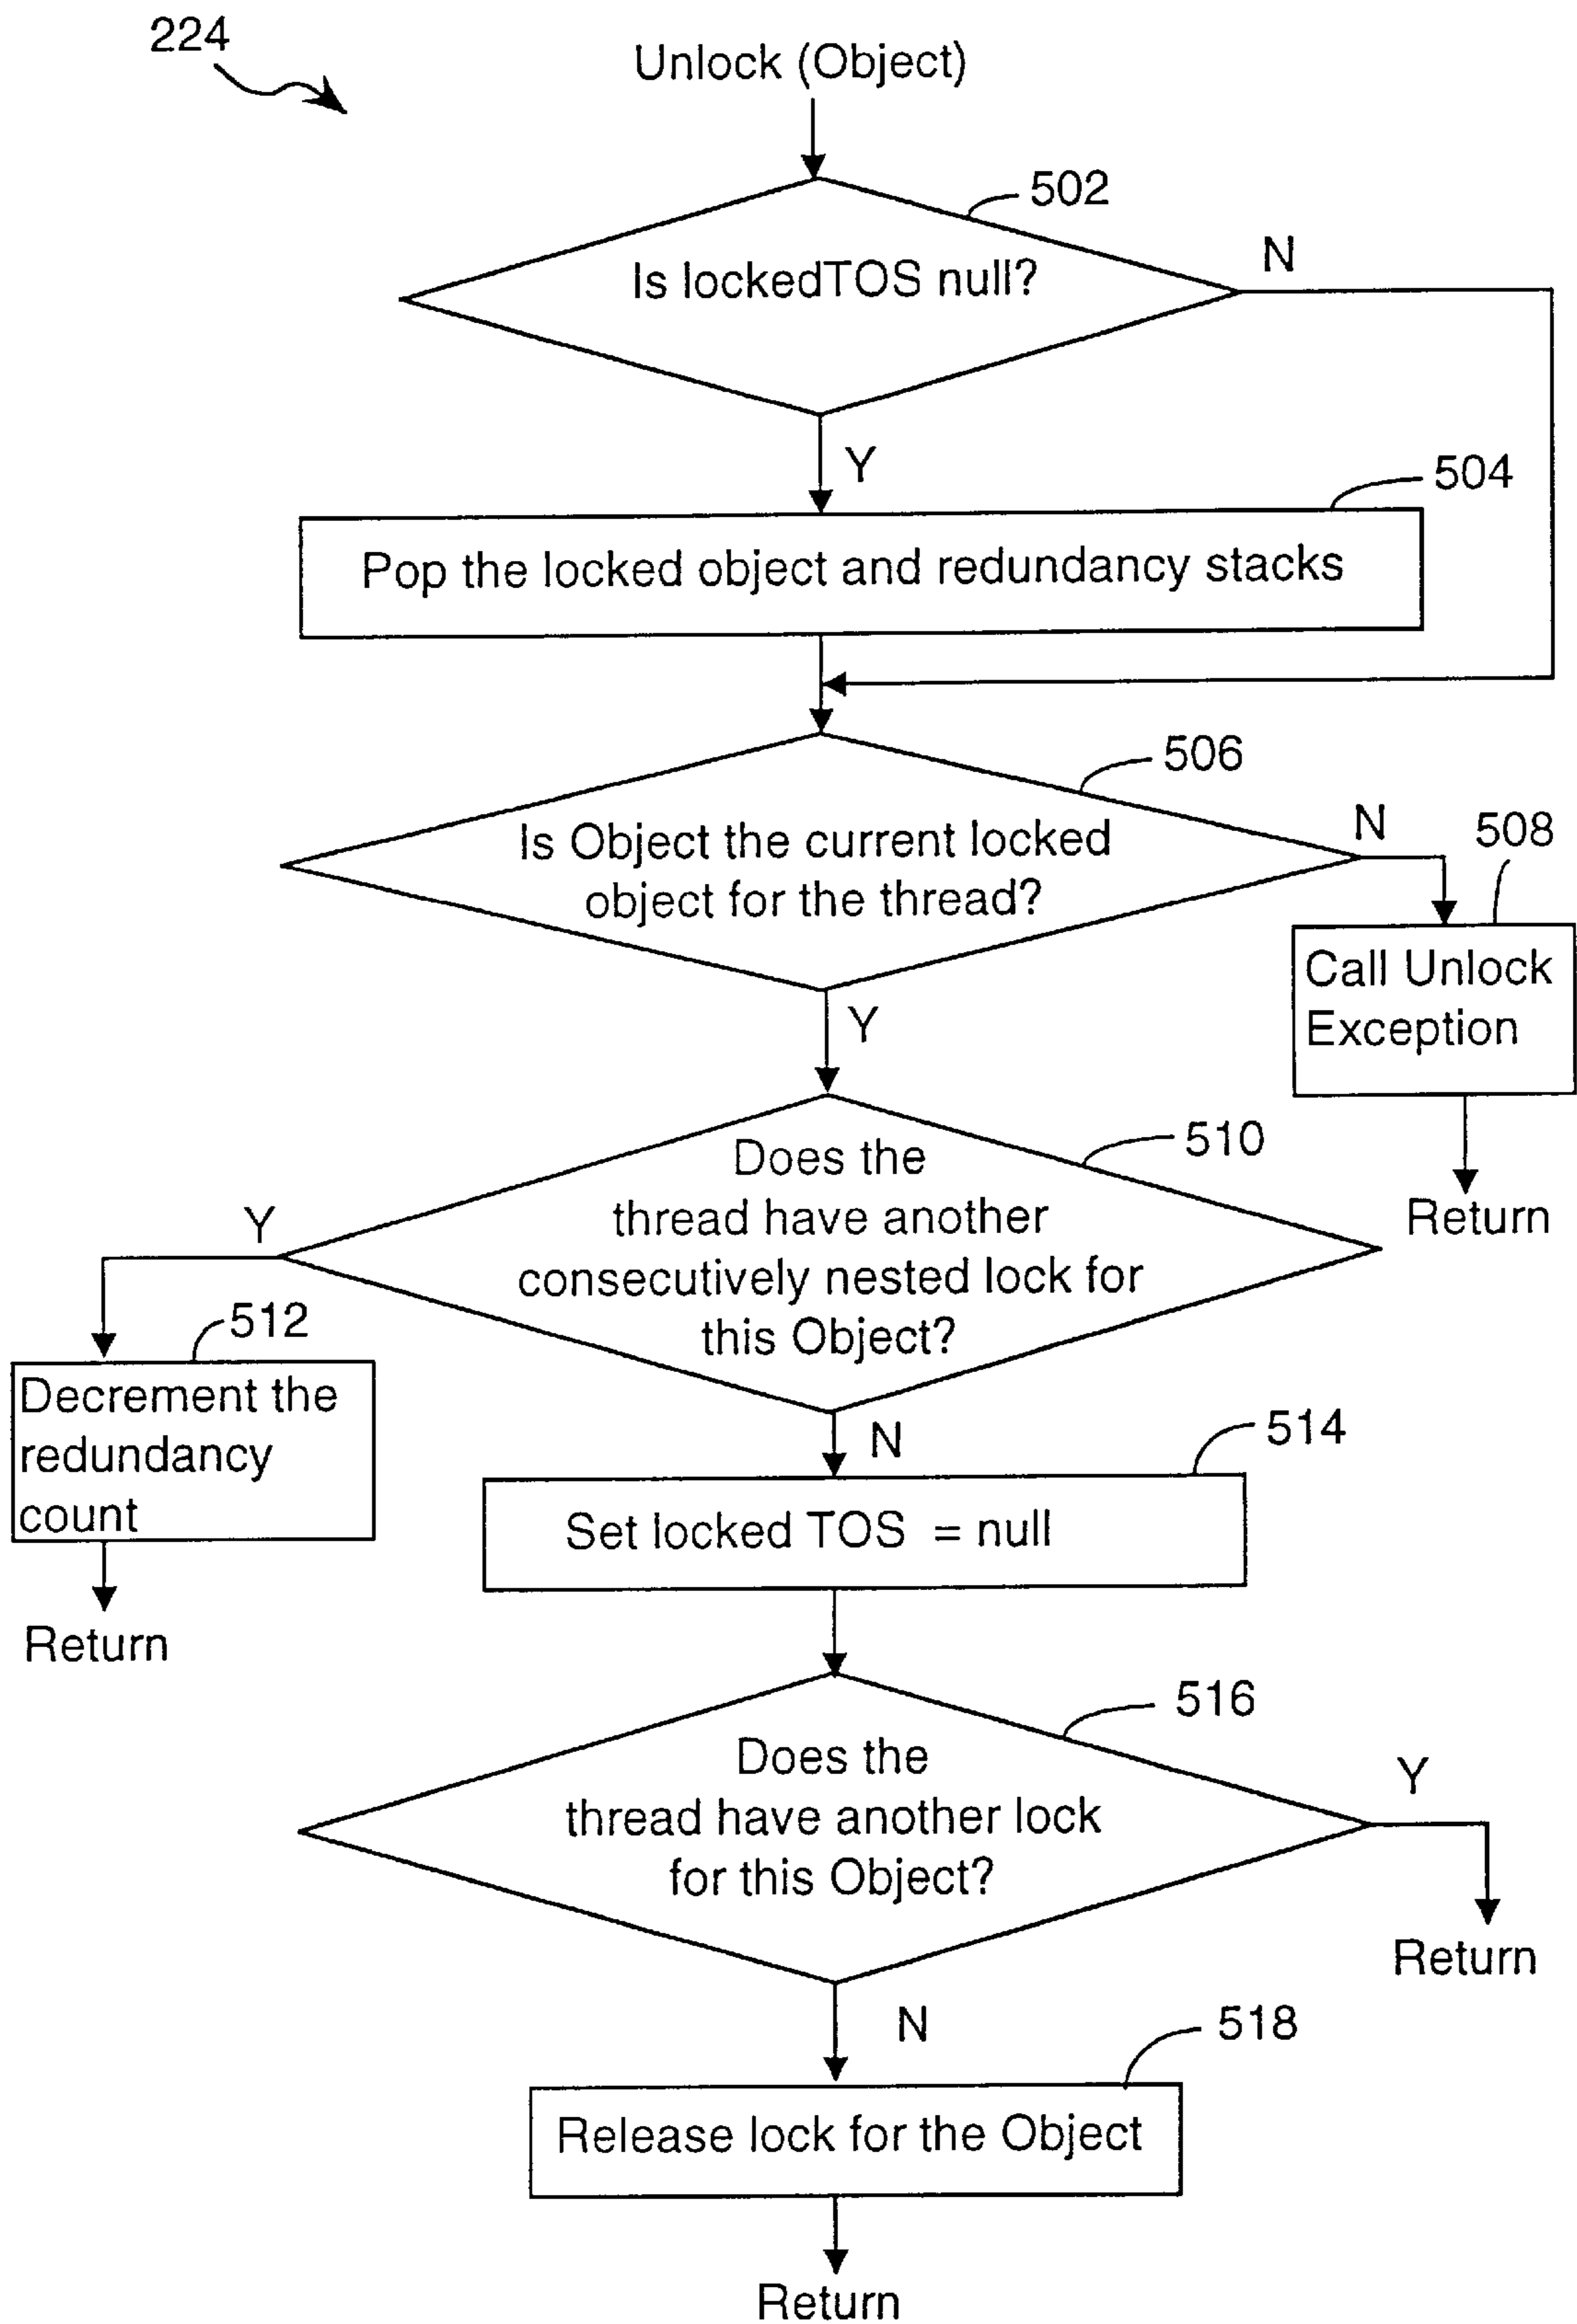 224
Unlock (Object)
502
Is lockedTOS null?
N
Y
504
Pop the locked object and redundancy stacks
506
Is Object the current locked
object for the thread?
N
508
Call Unlock
Exception
Return
Y
510
Does the
thread have another
consecutively nested lock for
this Object?
Y
512
Decrement the
redundancy
count
Return
N
514
Set locked TOS = null
516
Does the
thread have another lock
for this Object?
Y
Return
N
518
Release lock for the Object
Return